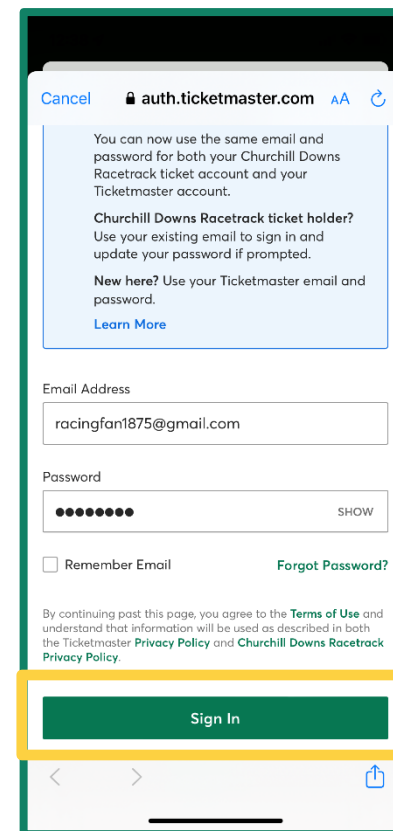 Cancel auth.ticketmaster.com AA
You can now use the same email and
password for both your Churchill Downs
Racetrack ticket account and your
Ticketmaster account.
Churchill Downs Racetrack ticket holder?
Use your existing email to sign in and
update your password if prompted.
New here? Use your Ticketmaster email and
password.
Learn More
Email Address
racingfan1875@gmail.com
Password
●●●●●●●● SHOW
Remember Email Forgot Password?
By continuing past this page, you agree to the Terms of Use and
understand that information will be used as described in both
the Ticketmaster Privacy Policy and Churchill Downs Racetrack
Privacy Policy.
Sign In